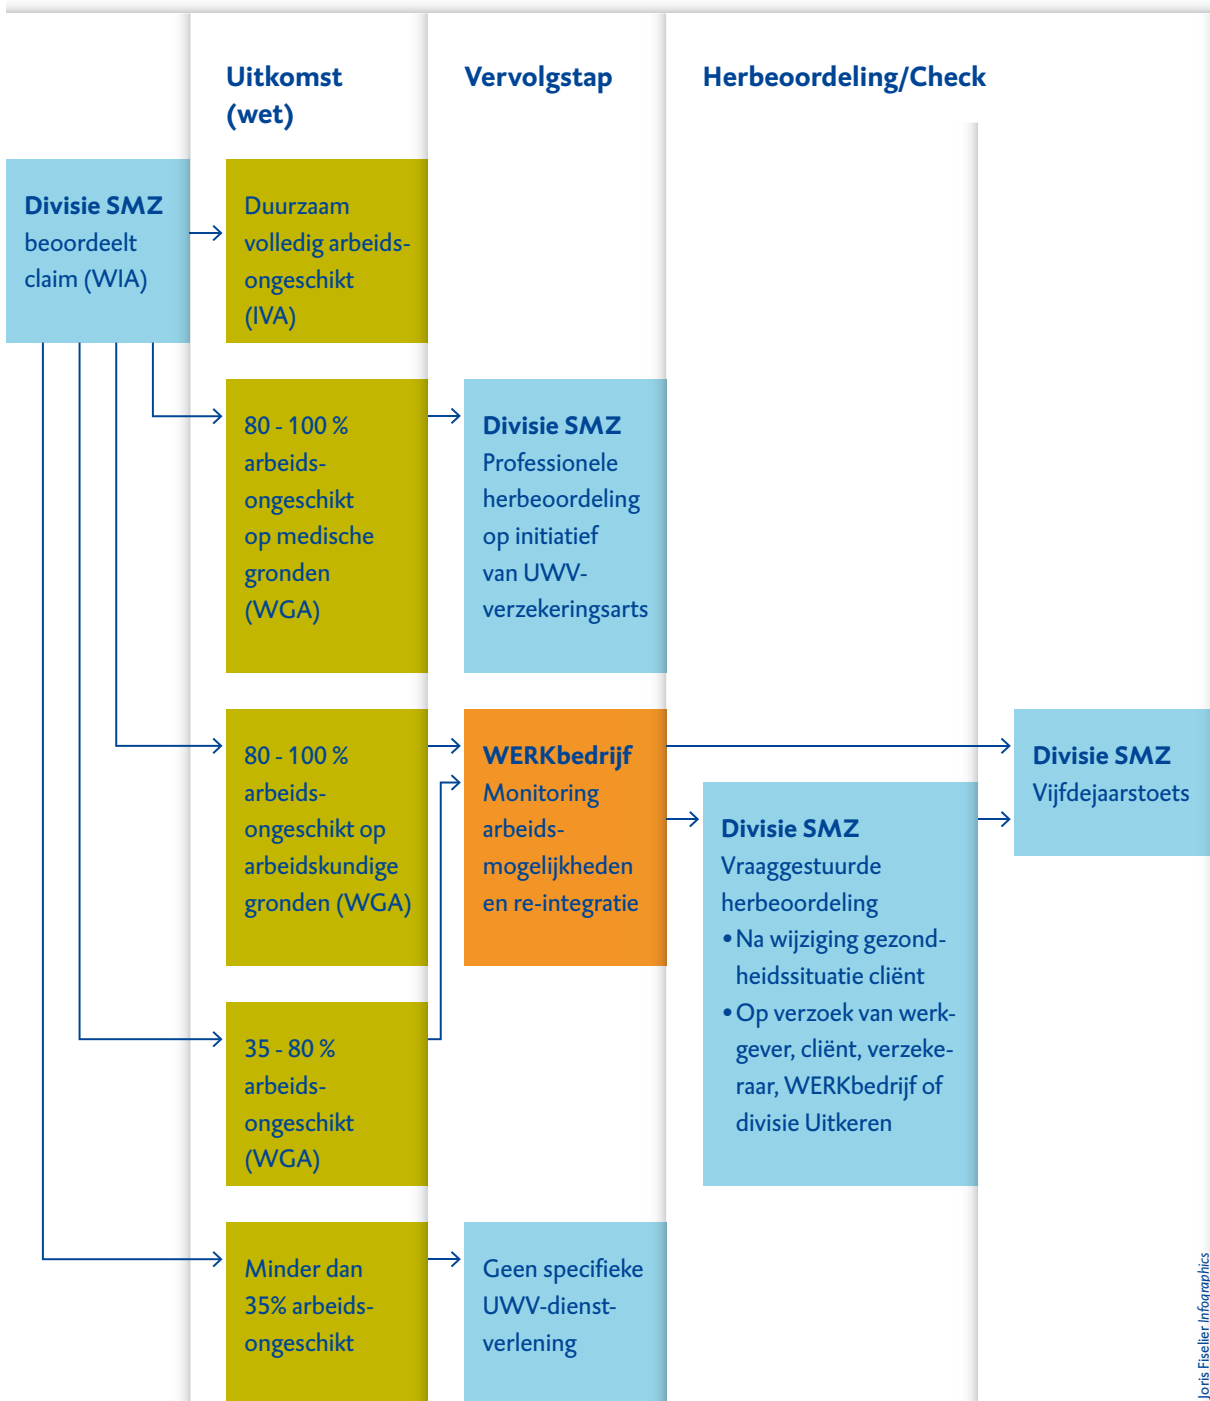 Uitkomst
(wet)
Vervolgstap
Herbeoordeling/Check
Divisie SMZ
beoordeelt
claim (WIA)
Duurzaam
volledig arbeids-
ongeschikt
(IVA)
80 - 100 %
arbeids-
ongeschikt
op medische
gronden
(WGA)
Divisie SMZ
Professionele
herbeoordeling
op initiatief
van UWV-
verzekeringsarts
80 - 100 %
arbeids-
ongeschikt op
arbeidskundige
gronden (WGA)
WERKbedrijf
Monitoring
arbeids-
mogelijkheden
en re-integratie
Divisie SMZ
Vraaggestuurde
herbeoordeling
• Na wijziging gezond-
heidssituatie cliënt
• Op verzoek van werk-
gever, cliënt, verzeke-
raar, WERKbedrijf of
divisie Uitkeren
Divisie SMZ
Vijfdejaarstoets
35 - 80 %
arbeids-
ongeschikt
(WGA)
Minder dan
35% arbeids-
ongeschikt
Geen specifieke
UWV-dienst-
verlening
Joris Fiselier Infographics